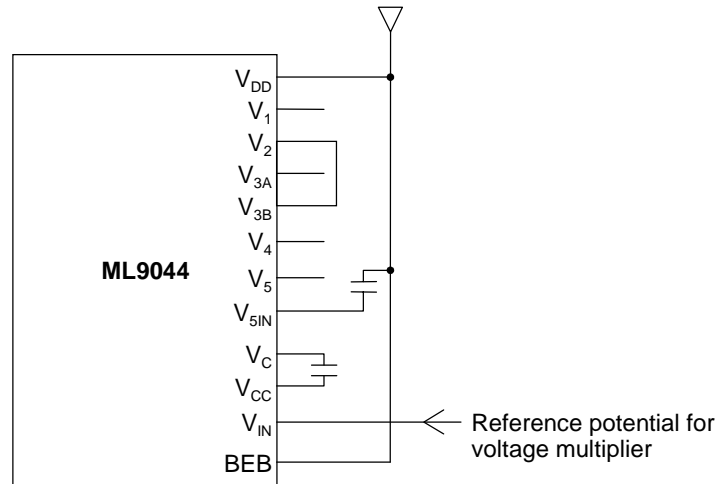 VDD
V1
V2
V3A
V3B
ML9044
V4
V5
V5IN
VC
VCC
VIN
Reference potential for
voltage multiplier
BEB